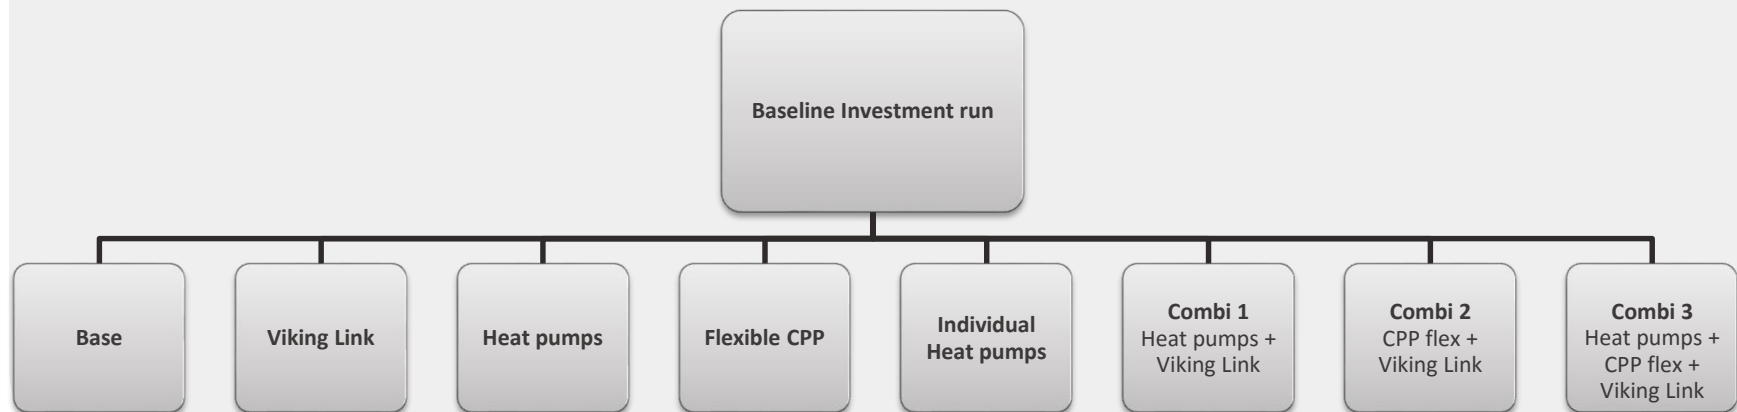 Baseline Investment run
Base
Viking Link
Heat pumps
Flexible CPP
Individual
Heat pumps
Combi 1
Heat pumps +
Viking Link
Combi 2
CPP flex +
Viking Link
Combi 3
Heat pumps +
CPP flex +
Viking Link